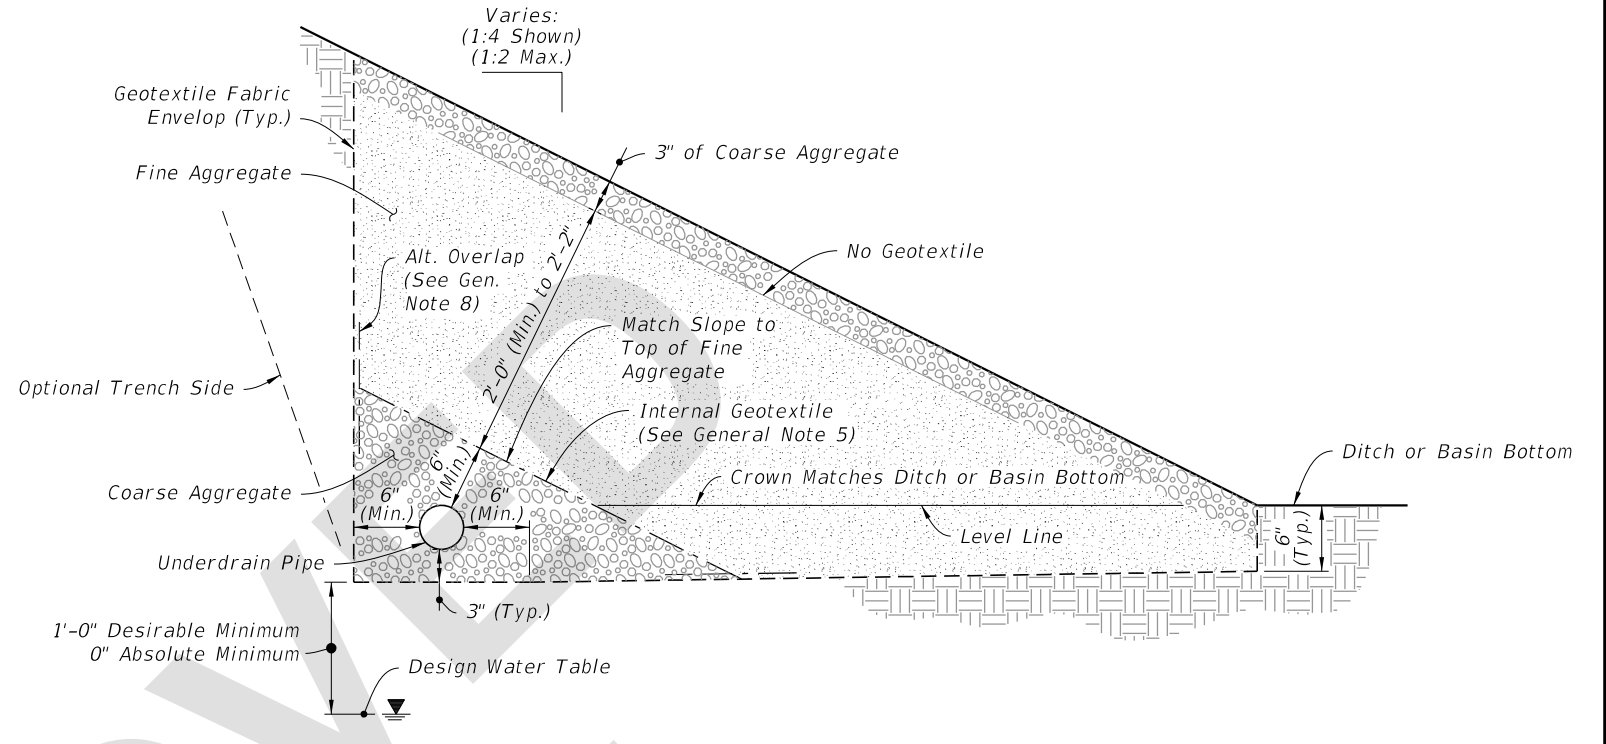 Varies:
(1:4 Shown)
(1:2 Max.)
Geotextile Fabric
Envelop (Typ.)
3" of Coarse Aggregate
Fine Aggregate
No Geotextile
Alt. Overlap
(See Gen.
Note 8)
2'-0" (Min.) to 2'-2"
Match Slope to
Top of Fine
Aggregate
Optional Trench Side
Internal Geotextile
(See General Note 5)
Ditch or Basin Bottom
6"
(Min.)
Crown Matches Ditch or Basin Bottom
Coarse Aggregate
6"
(Min.)
6"
(Min.)
Level Line
6"
(Typ.)
Underdrain Pipe
3" (Typ.)
1'-0" Desirable Minimum
0" Absolute Minimum
Design Water Table
VED